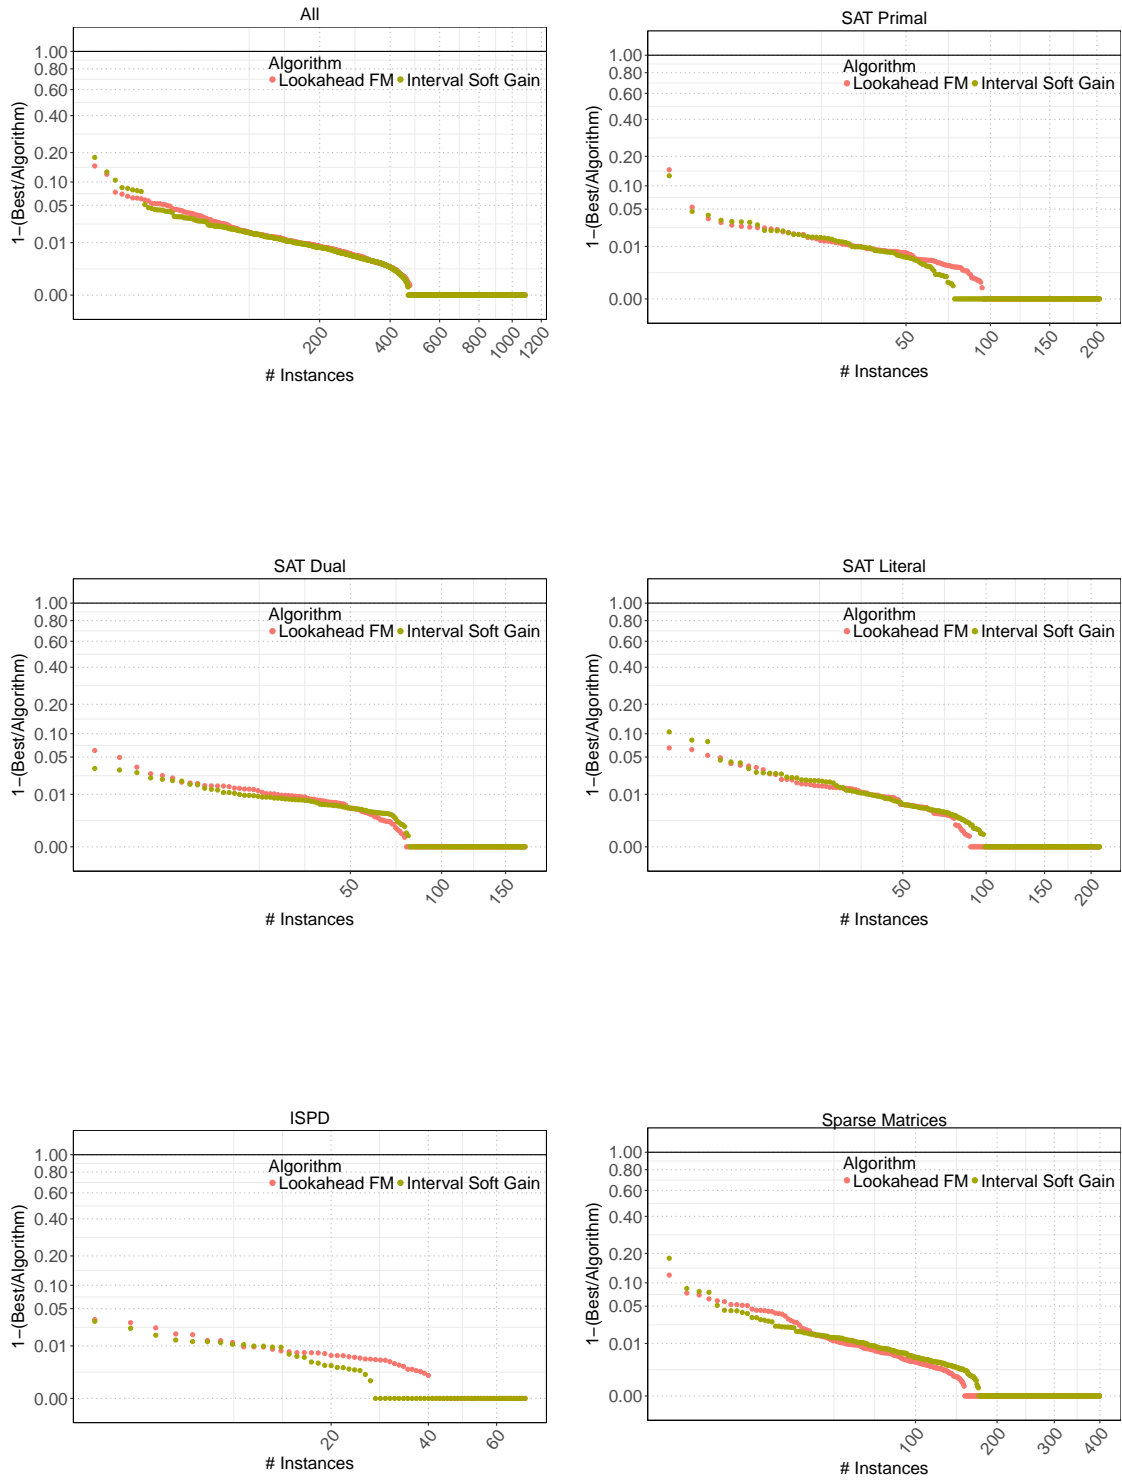 All
1−(Best/Algorithm)
1.00
0.80
0.60
0.40
0.20
0.10
0.05
0.01
0.00
Algorithm
Lookahead FM Interval Soft Gain
200 400 600 800 1000 1200
# Instances
SAT Primal
1−(Best/Algorithm)
1.00
0.80
0.60
0.40
0.20
0.10
0.05
0.01
0.00
Algorithm
Lookahead FM Interval Soft Gain
50 100 150 200
# Instances
SAT Dual
1−(Best/Algorithm)
1.00
0.80
0.60
0.40
0.20
0.10
0.05
0.01
0.00
Algorithm
Lookahead FM Interval Soft Gain
50 100 150
# Instances
SAT Literal
1−(Best/Algorithm)
1.00
0.80
0.60
0.40
0.20
0.10
0.05
0.01
0.00
Algorithm
Lookahead FM Interval Soft Gain
50 100 150 200
# Instances
ISPD
1−(Best/Algorithm)
1.00
0.80
0.60
0.40
0.20
0.10
0.05
0.01
0.00
Algorithm
Lookahead FM Interval Soft Gain
20 40 60
# Instances
Sparse Matrices
1−(Best/Algorithm)
1.00
0.80
0.60
0.40
0.20
0.10
0.05
0.01
0.00
Algorithm
Lookahead FM Interval Soft Gain
100 200 300 400
# Instances